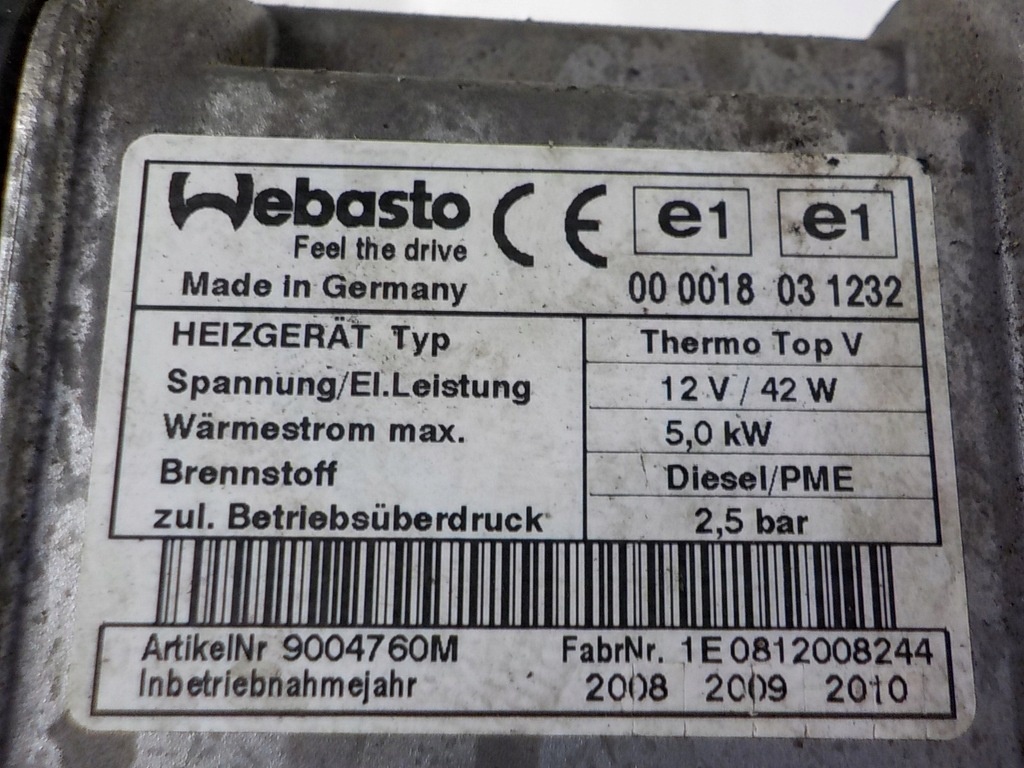 Webasto CE e1 e1
Feel the drive
Made in Germany 00 0018 03 1232
HEIZGERÄT Typ Thermo Top V
Spannung/El.Leistung 12 V / 42 W
Wärmestrom max. 5,0 kW
Brennstoff Diesel/PME
zul. Betriebsüberdruck 2,5 bar
ArtikelNr 9004760M FabrNr. 1E0812008244
Inbetriebnahmejahr 2008 2009 2010